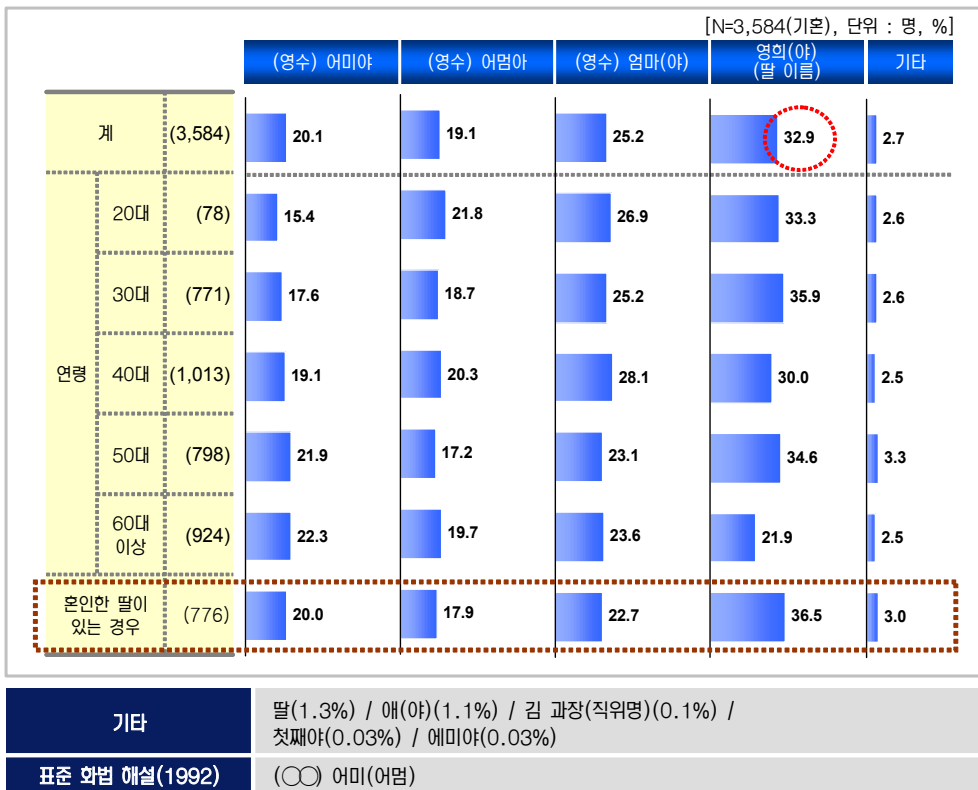 [N=3,584(기혼), 단위 : 명, %]
(영수) 어미야 (영수) 어멈아 (영수) 엄마(야) 영희(야) 기타
(딸 이름)
계 (3,584) 20.1 19.1 25.2 32.9 2.7
20대 (78) 15.4 21.8 26.9 33.3 2.6
30대 (771) 17.6 18.7 25.2 35.9 2.6
연령 40대 (1,013) 19.1 20.3 28.1 30.0 2.5
50대 (798) 21.9 17.2 23.1 34.6 3.3
60대
이상 (924) 22.3 19.7 23.6 21.9 2.5
혼인한 딸이
있는 경우 (776) 20.0 17.9 22.7 36.5 3.0
기타 딸(1.3%) / 애(야)(1.1%) / 김 과장(직위명)(0.1%) /
첫째야(0.03%) / 에미야(0.03%)
표준 화법 해설(1992) (○○) 어미(어멈)